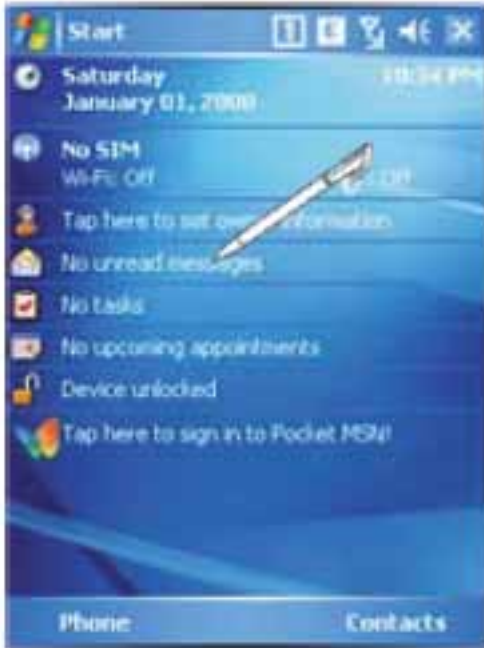 Start
Saturday
January 01, 2000
No SIM
Wi-Fi: Off Off
Tap here to set information
No unread messages
No tasks
No upcoming appointments
Device unlocked
Tap here to sign in to Pocket MSN!
Phone Contacts